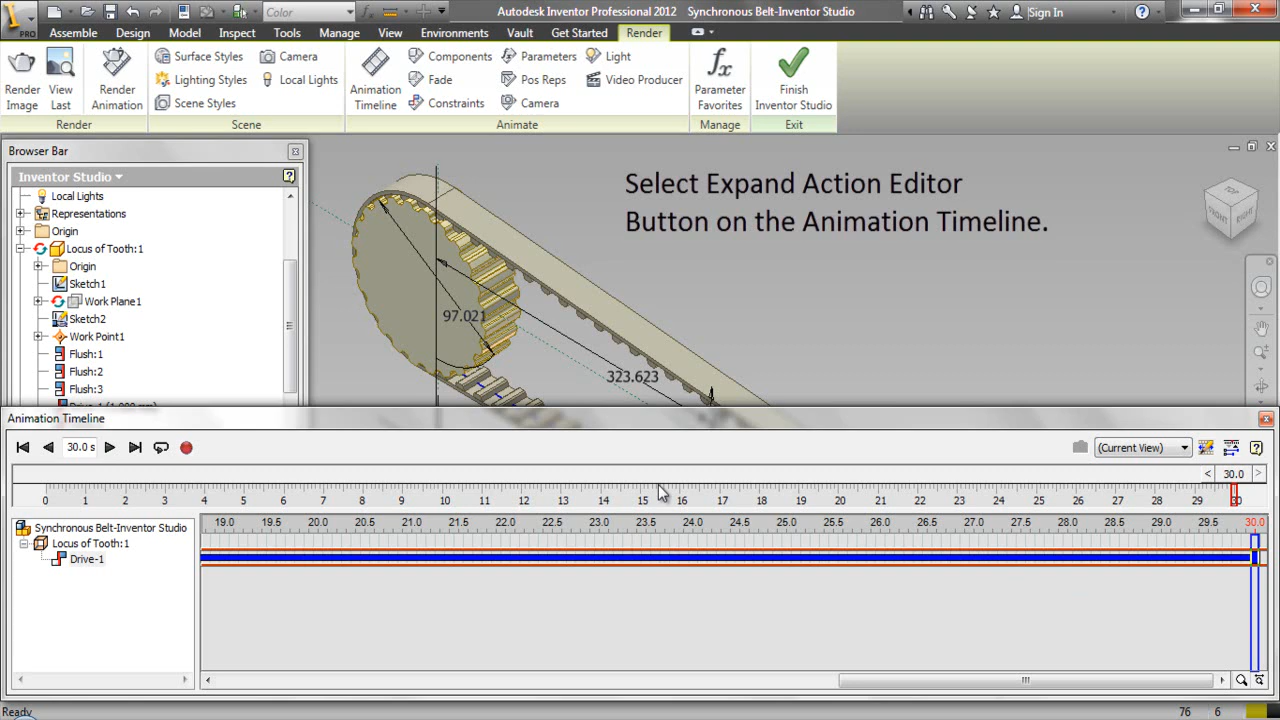 PRO
Color
Autodesk Inventor Professional 2012 Synchronous Belt-Inventor Studio
Sign In
Assemble Design Model Inspect Tools Manage View Environments Vault Get Started Render
Render Image
View Last
Render Animation
Surface Styles
Lighting Styles
Scene Styles
Camera
Local Lights
Animation Timeline
Components
Fade
Constraints
Parameters
Pos Reps
Camera
Light
Video Producer
fx
Parameter Favorites
Finish Inventor Studio
Render Scene Animate Manage Exit
Browser Bar
Inventor Studio
Local Lights
Representations
Origin
Locus of Tooth:1
Origin
Sketch1
Work Plane1
Sketch2
Work Point1
Flush:1
Flush:2
Flush:3
Select Expand Action Editor
Button on the Animation Timeline.
TOP
FRONT
RIGHT
97.021
323.623
Animation Timeline
30.0 s
(Current View)
30.0
0 1 2 3 4 5 6 7 8 9 10 11 12 13 14 15 16 17 18 19 20 21 22 23 24 25 26 27 28 29 30
Synchronous Belt-Inventor Studio
Locus of Tooth:1
Drive-1
19.0 19.5 20.0 20.5 21.0 21.5 22.0 22.5 23.0 23.5 24.0 24.5 25.0 25.5 26.0 26.5 27.0 27.5 28.0 28.5 29.0 29.5 30.0
Ready
76 6